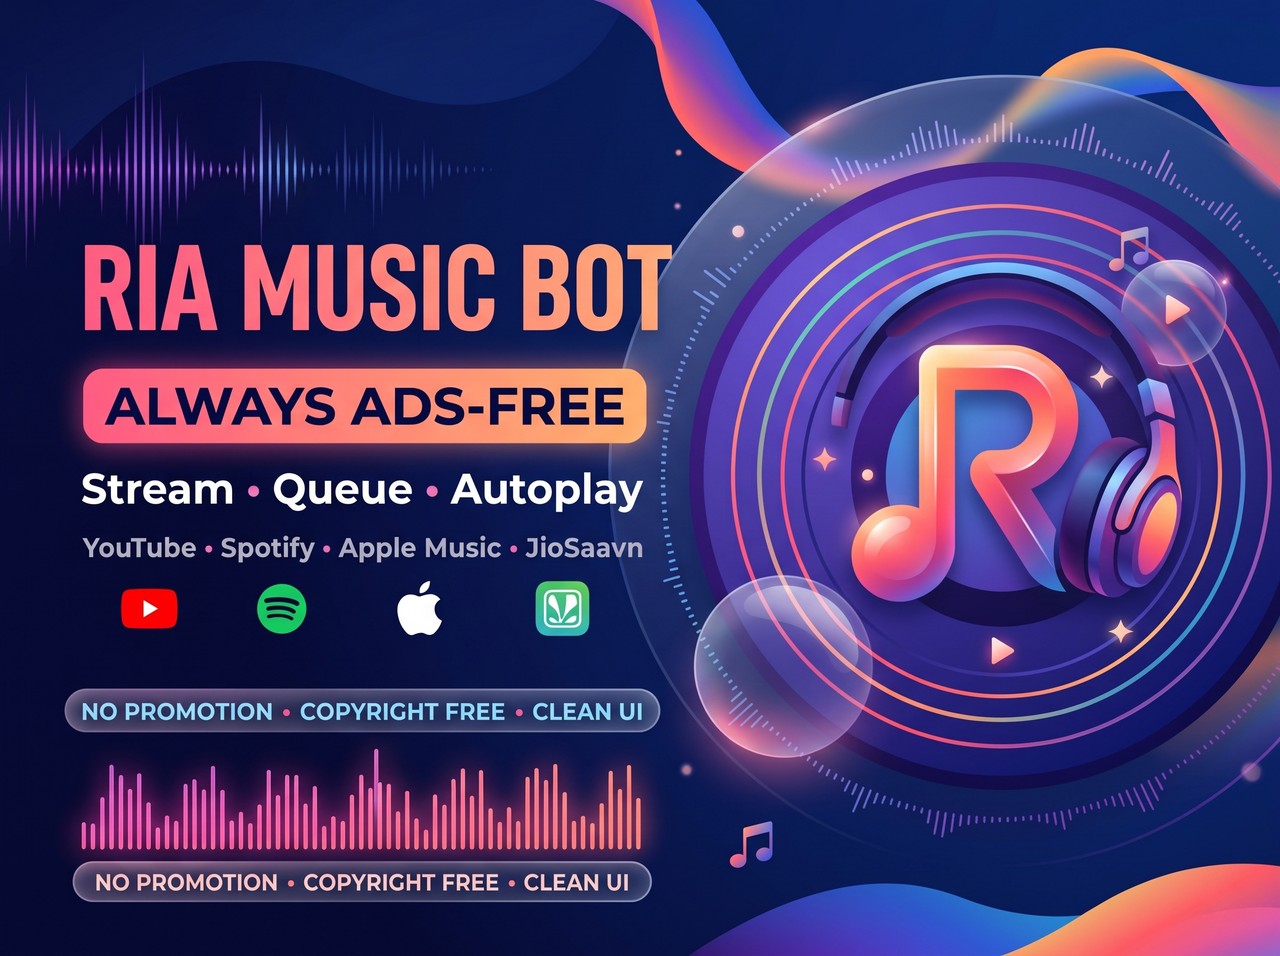 RIA MUSIC BOT
ALWAYS ADS-FREE
Stream • Queue • Autoplay
YouTube • Spotify • Apple Music • JioSaavn
NO PROMOTION • COPYRIGHT FREE • CLEAN UI
NO PROMOTION • COPYRIGHT FREE • CLEAN UI
R